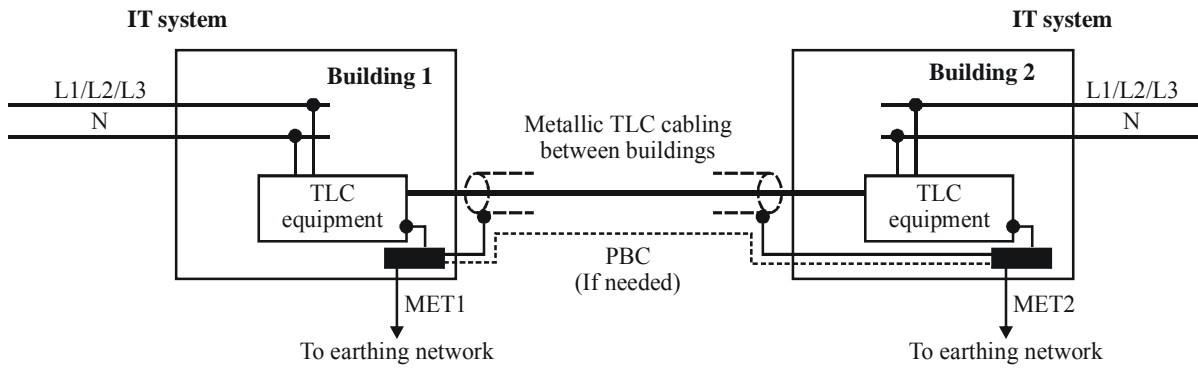 IT system
IT system
Building 1
Building 2
L1/L2/L3
L1/L2/L3
N
N
Metallic TLC cabling
between buildings
TLC
equipment
TLC
equipment
PBC
(If needed)
MET1
MET2
To earthing network
To earthing network